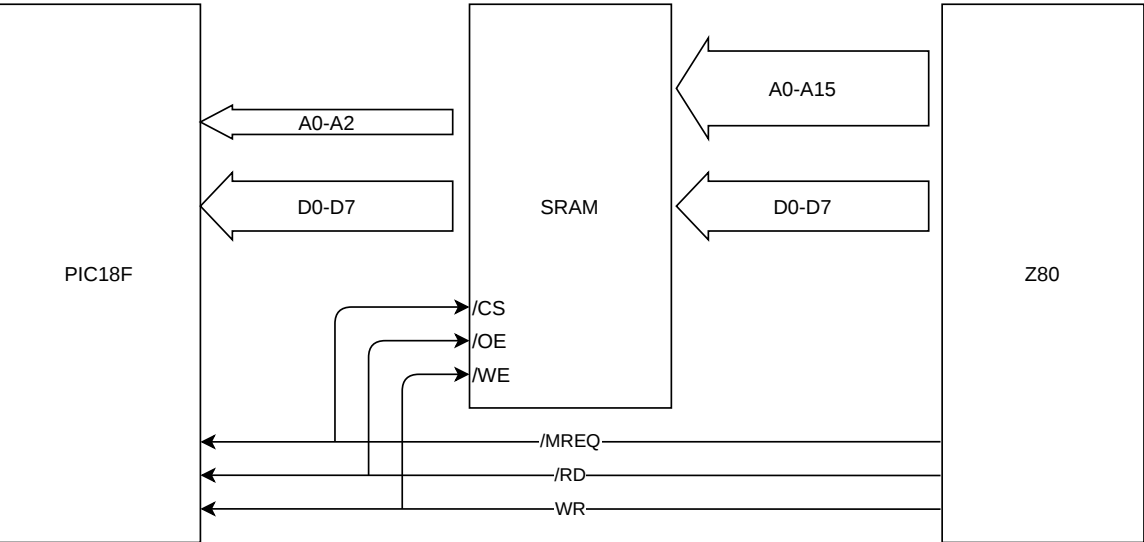 A0-A15
A0-A2
D0-D7
SRAM
D0-D7
PIC18F
Z80
/CS
/OE
/WE
/MREQ
/RD
WR